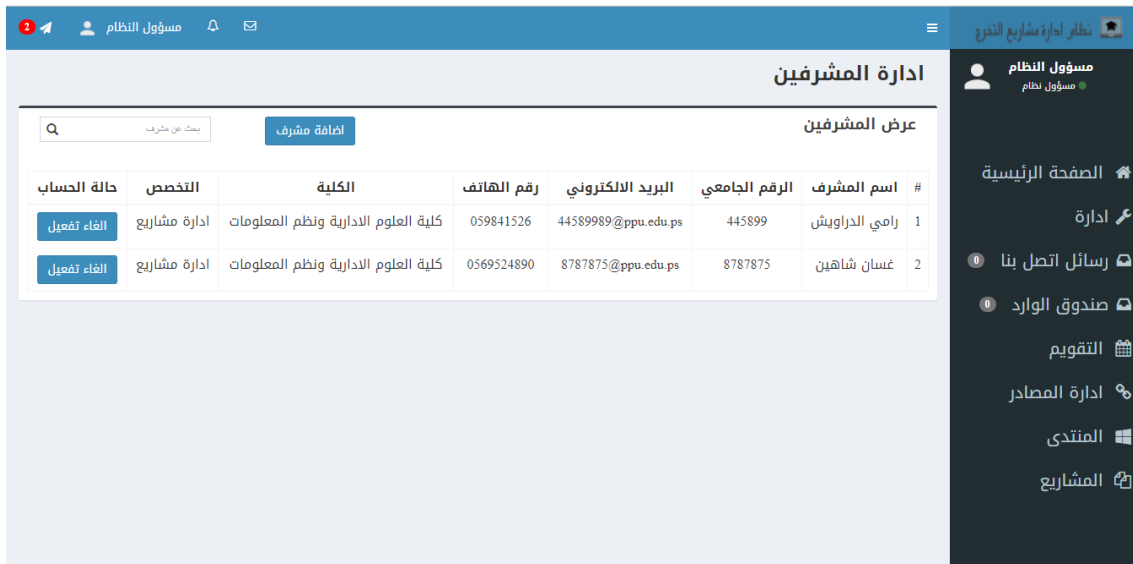 نظام ادارة مشاريع التخرج
≡
مسؤول النظام
2
مسؤول النظام
مسؤول نظام
الصفحة الرئيسية
ادارة
رسائل اتصل بنا 0
صندوق الوارد 0
التقويم
ادارة المصادر
المنتدى
المشاريع
ادارة المشرفين
عرض المشرفين
اضافة مشرف
بحث عن مشرف
# اسم المشرف الرقم الجامعي البريد الالكتروني رقم الهاتف الكلية التخصص حالة الحساب
1 رامي الدراويش 445899 44589989@ppu.edu.ps 059841526 كلية العلوم الادارية ونظم المعلومات ادارة مشاريع الغاء تفعيل
2 غسان شاهين 8787875 8787875@ppu.edu.ps 0569524890 كلية العلوم الادارية ونظم المعلومات ادارة مشاريع الغاء تفعيل